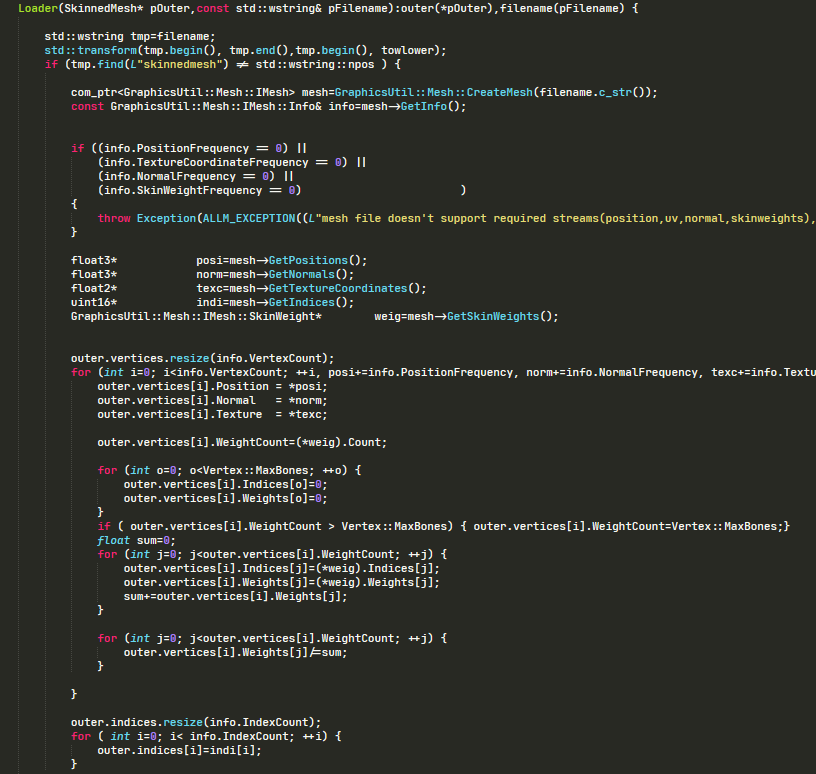 Loader(SkinnedMesh* pOuter,const std::wstring& pFilename):outer(*pOuter),filename(pFilename) {
std::wstring tmp=filename;
std::transform(tmp.begin(), tmp.end(),tmp.begin(), towlower);
if (tmp.find(L"skinnedmesh") != std::wstring::npos ) {
com_ptr<GraphicsUtil::Mesh::IMesh> mesh=GraphicsUtil::Mesh::CreateMesh(filename.c_str());
const GraphicsUtil::Mesh::IMesh::Info& info=mesh->GetInfo();
if ((info.PositionFrequency == 0) ||
(info.TextureCoordinateFrequency == 0) ||
(info.NormalFrequency == 0) ||
(info.SkinWeightFrequency == 0) )
{
throw Exception(ALLM_EXCEPTION((L"mesh file doesn't support required streams(position,uv,normal,skinweights),
}
float3* posi=mesh->GetPositions();
float3* norm=mesh->GetNormals();
float2* texc=mesh->GetTextureCoordinates();
uint16* indi=mesh->GetIndices();
GraphicsUtil::Mesh::IMesh::SkinWeight* weig=mesh->GetSkinWeights();
outer.vertices.resize(info.VertexCount);
for (int i=0; i<info.VertexCount; ++i, posi+=info.PositionFrequency, norm+=info.NormalFrequency, texc+=info.Textu
outer.vertices[i].Position = *posi;
outer.vertices[i].Normal = *norm;
outer.vertices[i].Texture = *texc;
outer.vertices[i].WeightCount=(*weig).Count;
for (int o=0; o<Vertex::MaxBones; ++o) {
outer.vertices[i].Indices[o]=0;
outer.vertices[i].Weights[o]=0;
}
if ( outer.vertices[i].WeightCount > Vertex::MaxBones) { outer.vertices[i].WeightCount=Vertex::MaxBones;}
float sum=0;
for (int j=0; j<outer.vertices[i].WeightCount; ++j) {
outer.vertices[i].Indices[j]=(*weig).Indices[j];
outer.vertices[i].Weights[j]=(*weig).Weights[j];
sum+=outer.vertices[i].Weights[j];
}
for (int j=0; j<outer.vertices[i].WeightCount; ++j) {
outer.vertices[i].Weights[j]/=sum;
}
}
outer.indices.resize(info.IndexCount);
for ( int i=0; i< info.IndexCount; ++i) {
outer.indices[i]=indi[i];
}